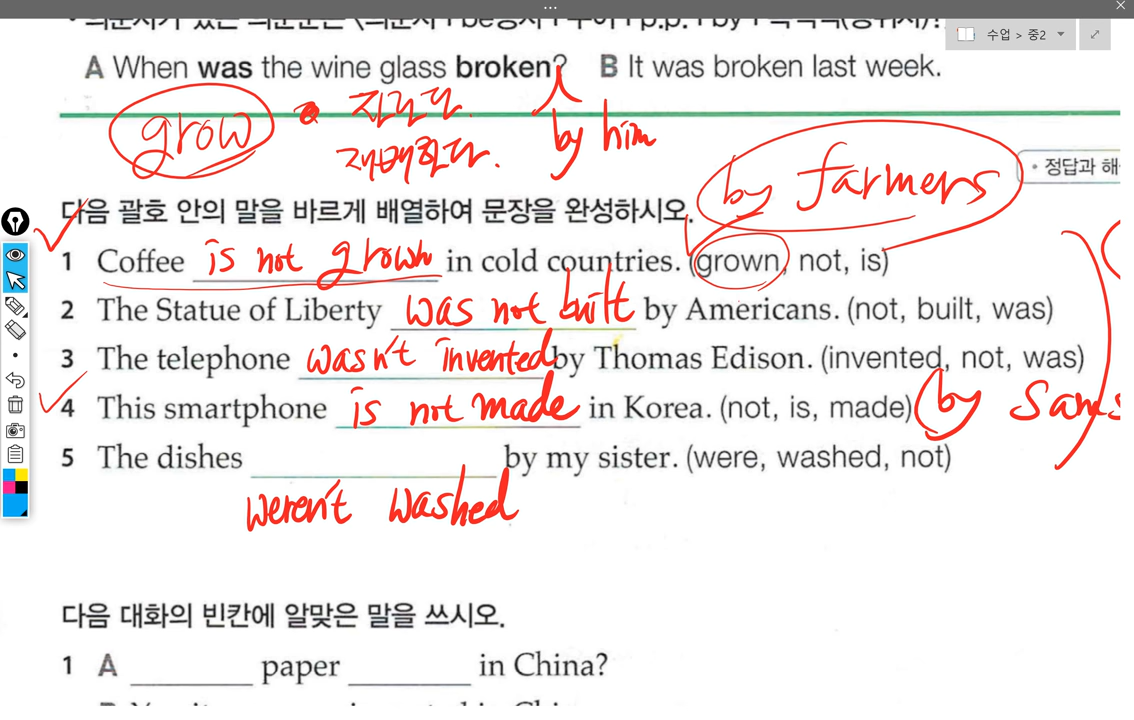 수업 > 중2
A When was the wine glass broken? B It was broken last week.
grow 자라다.
재배하다.
by him
by farmers
• 정답과 해
다음 괄호 안의 말을 바르게 배열하여 문장을 완성하시오.
1 Coffee is not grown in cold countries. (grown, not, is)
2 The Statue of Liberty was not built by Americans. (not, built, was)
3 The telephone wasn't invented by Thomas Edison. (invented, not, was)
4 This smartphone is not made in Korea. (not, is, made) (by Sams
5 The dishes by my sister. (were, washed, not)
weren't washed
다음 대화의 빈칸에 알맞은 말을 쓰시오.
1 A paper in China?